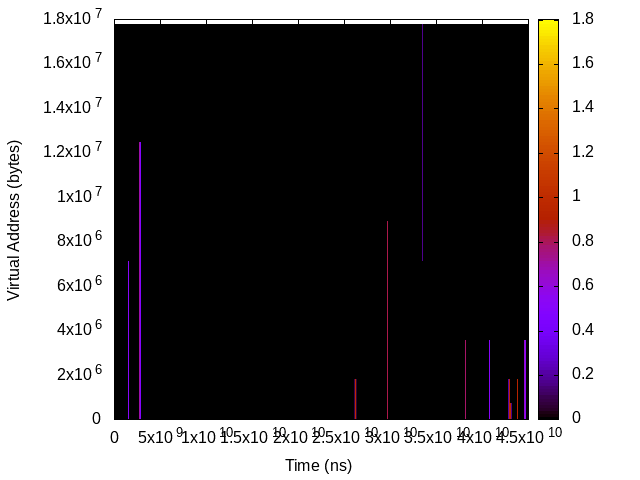 1.8x10^7
1.6x10^7
1.4x10^7
1.2x10^7
1x10^7
8x10^6
6x10^6
4x10^6
2x10^6
0
Virtual Address (bytes)
0 5x10^9 1x10^10 1.5x10^10 2x10^10 2.5x10^10 3x10^10 3.5x10^10 4x10^10 4.5x10^10
Time (ns)
1.8
1.6
1.4
1.2
1
0.8
0.6
0.4
0.2
0